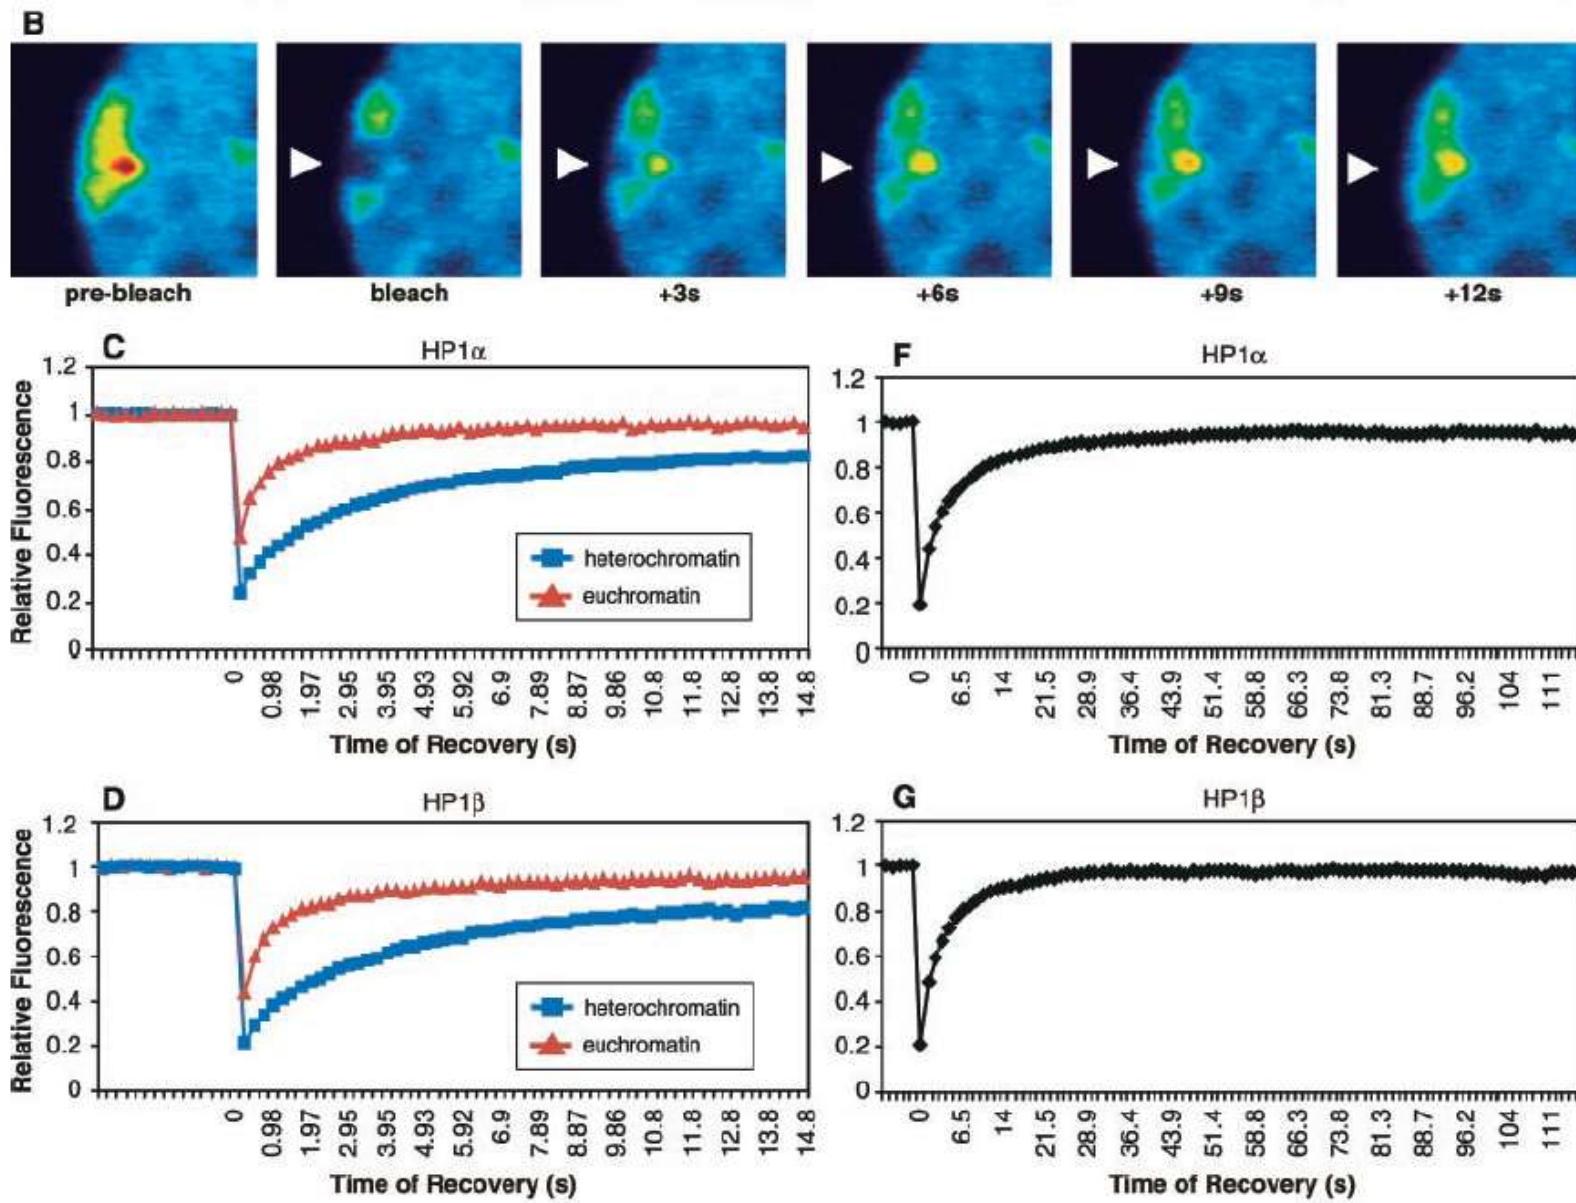 B
pre-bleach
bleach
+3s
+6s
+9s
+12s
C
HP1α
Relative Fluorescence
1.2
1
0.8
0.6
0.4
0.2
0
heterochromatin
euchromatin
0 0.98 1.97 2.95 3.95 4.93 5.92 6.9 7.89 8.87 9.86 10.8 11.8 12.8 13.8 14.8
Time of Recovery (s)
F
HP1α
1.2
1
0.8
0.6
0.4
0.2
0
0 6.5 14 21.5 28.9 36.4 43.9 51.4 58.8 66.3 73.8 81.3 88.7 96.2 104 111
Time of Recovery (s)
D
HP1β
Relative Fluorescence
1.2
1
0.8
0.6
0.4
0.2
0
heterochromatin
euchromatin
0 0.98 1.97 2.95 3.95 4.93 5.92 6.9 7.89 8.87 9.86 10.8 11.8 12.8 13.8 14.8
Time of Recovery (s)
G
HP1β
1.2
1
0.8
0.6
0.4
0.2
0
0 6.5 14 21.5 28.9 36.4 43.9 51.4 58.8 66.3 73.8 81.3 88.7 96.2 104 111
Time of Recovery (s)